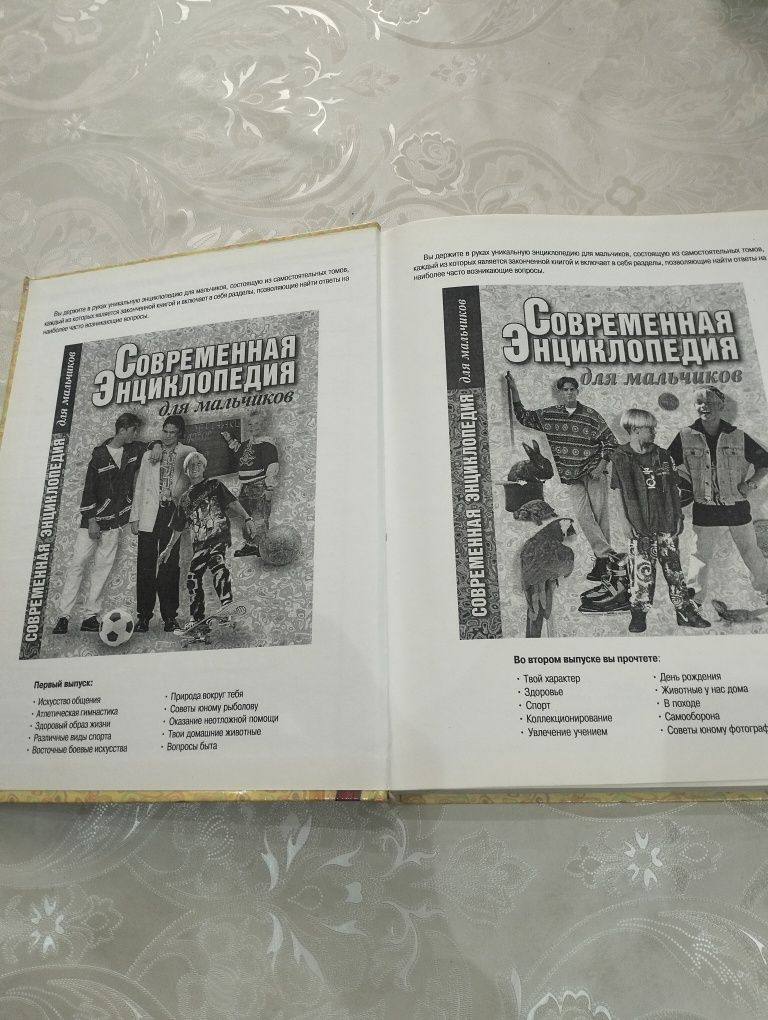 Вы держите в руках уникальную энциклопедию для мальчиков, состоящую из самостоятельных томов,
каждый из которых является законченной книгой и включает в себя разделы, позволяющие найти ответы на
наиболее часто возникающие вопросы.
для мальчиков
СОВРЕМЕННАЯ ЭНЦИКЛОПЕДИЯ
СОВРЕМЕННАЯ
ЭНЦИКЛОПЕДИЯ
для мальчиков
Первый выпуск:
• Искусство общения
• Атлетическая гимнастика
• Здоровый образ жизни
• Различные виды спорта
• Восточные боевые искусства
• Природа вокруг тебя
• Советы юному рыболову
• Оказание неотложной помощи
• Твои домашние животные
• Вопросы быта
Вы держите в руках уникальную энциклопедию для мальчиков, состоящую из самостоятельных томов,
каждый из которых является законченной книгой и включает в себя разделы, позволяющие найти ответы на
наиболее часто возникающие вопросы.
для мальчиков
СОВРЕМЕННАЯ ЭНЦИКЛОПЕДИЯ
СОВРЕМЕННАЯ
ЭНЦИКЛОПЕДИЯ
для мальчиков
Во втором выпуске вы прочтете:
• Твой характер
• Здоровье
• Спорт
• Коллекционирование
• Увлечение учением
• День рождения
• Животные у нас дома
• В походе
• Самооборона
• Советы юному фотограф